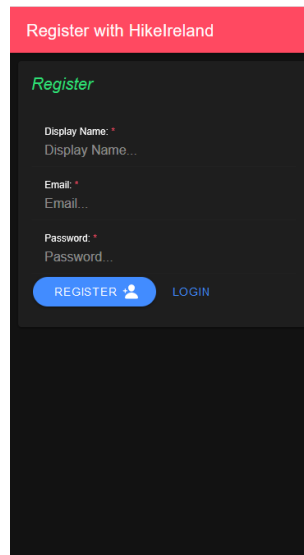 Register with HikeIreland
Register
Display Name: *
Display Name...
Email: *
Email...
Password: *
Password...
REGISTER LOGIN